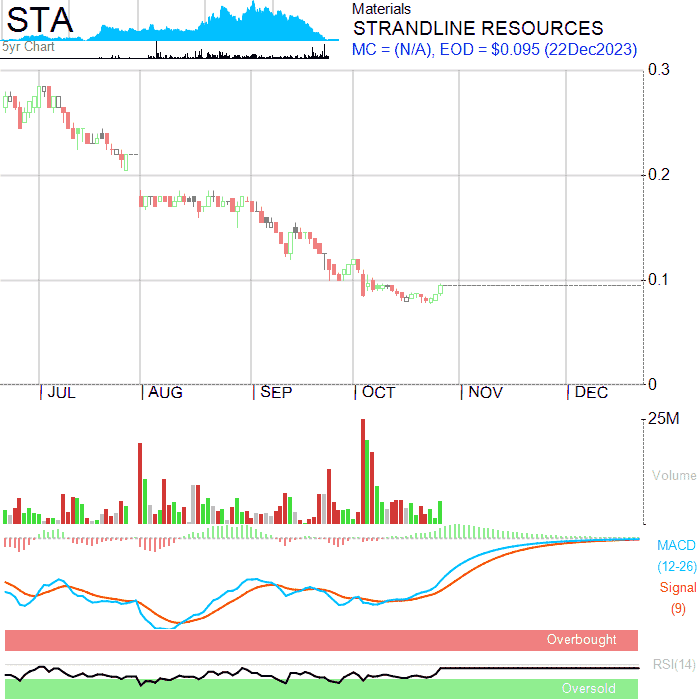 STA
5yr Chart
Materials
STRANDLINE RESOURCES
MC = (N/A), EOD = $0.095 (22Dec2023)
0.3
0.2
0.1
0
JUL AUG SEP OCT NOV DEC
25M
Volume
MACD
(12-26)
Signal
(9)
Overbought
RSI(14)
Oversold